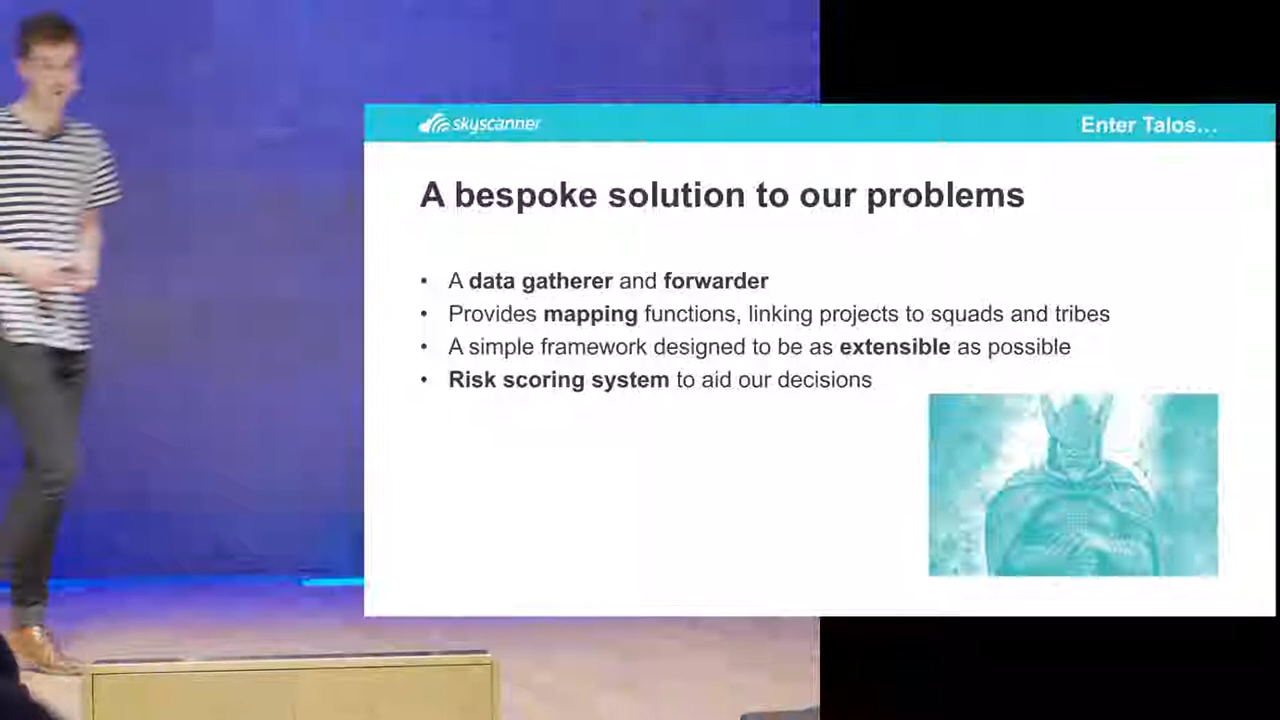 skyscanner
Enter Talos...
A bespoke solution to our problems
• A data gatherer and forwarder
• Provides mapping functions, linking projects to squads and tribes
• A simple framework designed to be as extensible as possible
• Risk scoring system to aid our decisions